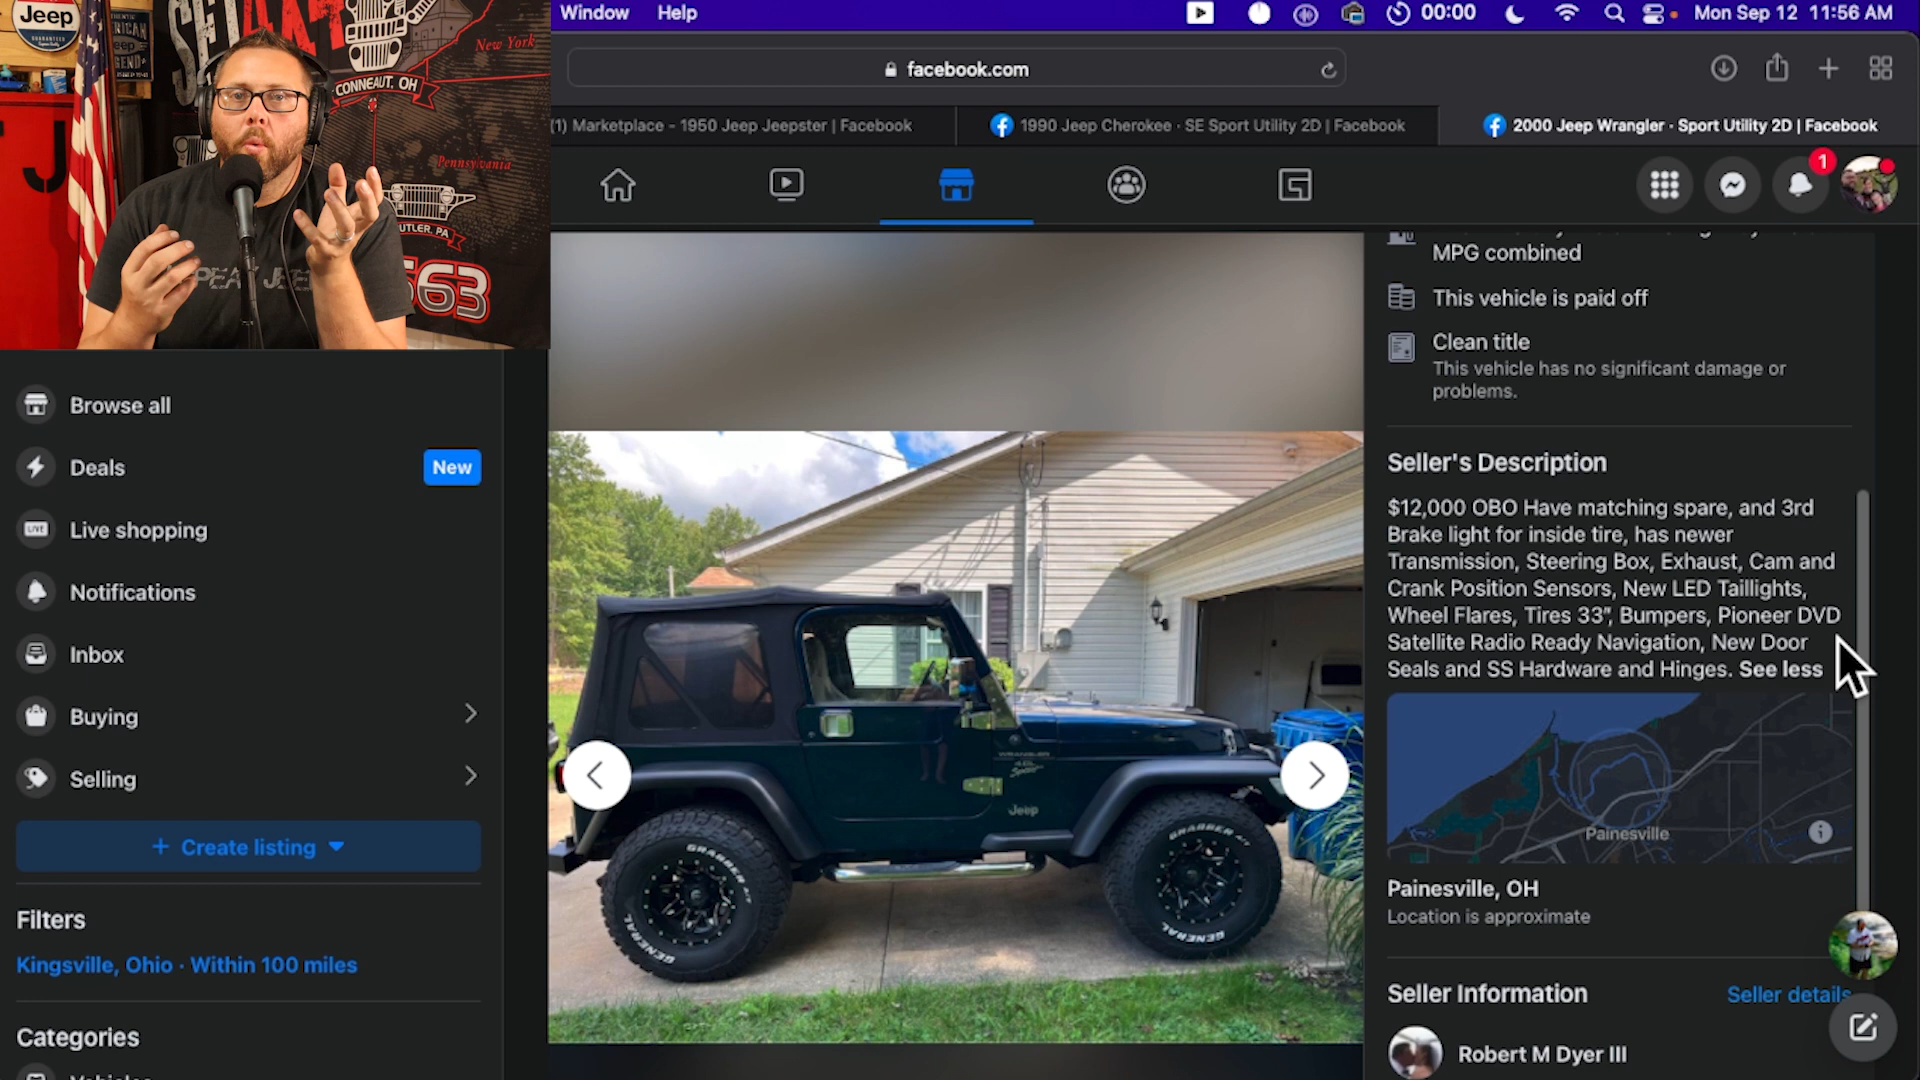 Window Help 00:00 Mon Sep 12 11:56 AM
facebook.com
(1) Marketplace - 1950 Jeep Jeepster | Facebook
1990 Jeep Cherokee · SE Sport Utility 2D | Facebook
2000 Jeep Wrangler · Sport Utility 2D | Facebook
1
Jeep
New York
CONNEAUT, OH
Pennsylvania
BUTLER, PA
563
Browse all
Deals
New
LIVE
Live shopping
Notifications
Inbox
Buying
Selling
+ Create listing
Filters
Kingsville, Ohio · Within 100 miles
Categories
WRANGLER
Sport
Jeep
GRABBER
GENERAL
GRABBER
GENERAL
MPG combined
This vehicle is paid off
Clean title
This vehicle has no significant damage or
problems.
Seller's Description
$12,000 OBO Have matching spare, and 3rd
Brake light for inside tire, has newer
Transmission, Steering Box, Exhaust, Cam and
Crank Position Sensors, New LED Taillights,
Wheel Flares, Tires 33”, Bumpers, Pioneer DVD
Satellite Radio Ready Navigation, New Door
Seals and SS Hardware and Hinges. See less
Painesville
Painesville, OH
Location is approximate
Seller Information
Seller details
Robert M Dyer III